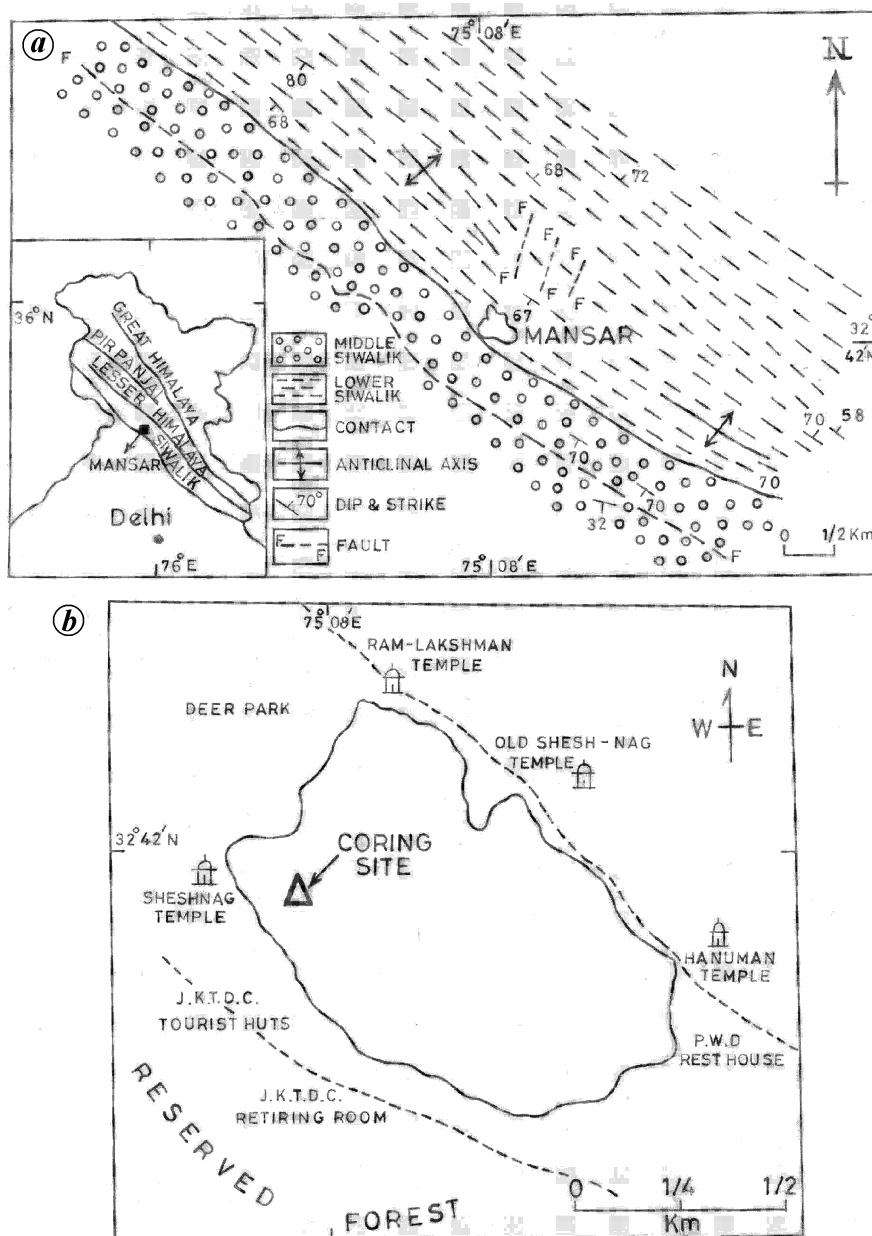 a
75°08'E
N
F
80
68
68
72
F
F
F
F
67
MANSAR
32°
42'N
70
58
70
70
70
32
F
0 1/2 Km
75°08'E
36°N
GREAT HIMALAYA
PIR PANJAL
LESSER HIMALAYA
SIWALIK
MANSAR
Delhi
76°E
MIDDLE
SIWALIK
LOWER
SIWALIK
CONTACT
ANTICLINAL AXIS
70°
DIP & STRIKE
F
F
FAULT
b
75°08'E
RAM-LAKSHMAN
TEMPLE
N
W E
DEER PARK
OLD SHESH-NAG
TEMPLE
32°42'N
CORING
SITE
SHESHNAG
TEMPLE
HANUMAN
TEMPLE
J.K.T.D.C.
TOURIST HUTS
P.W.D
REST HOUSE
J.K.T.D.C.
RETIRING ROOM
RESERVED
FOREST
0 1/4 1/2
Km